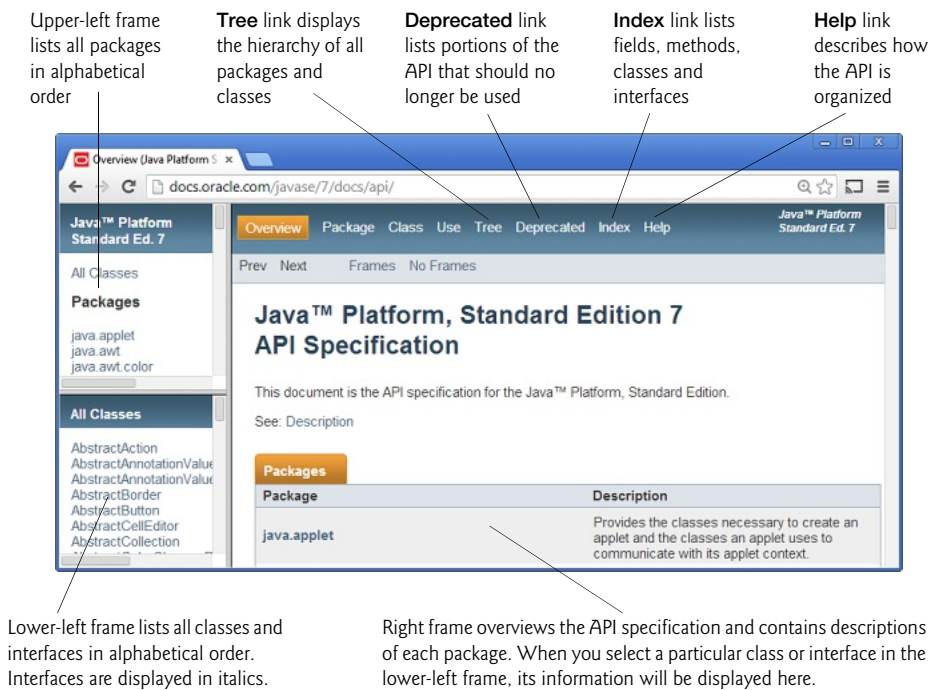 Upper-left frame
lists all packages
in alphabetical
order
Tree link displays
the hierarchy of all
packages and
classes
Deprecated link
lists portions of the
API that should no
longer be used
Index link lists
fields, methods,
classes and
interfaces
Help link
describes how
the API is
organized
Overview (Java Platform S
docs.oracle.com/javase/7/docs/api/
Java™ Platform
Standard Ed. 7
All Classes
Packages
java.applet
java.awt
java.awt.color
All Classes
AbstractAction
AbstractAnnotationValue
AbstractAnnotationValue
AbstractBorder
AbstractButton
AbstractCellEditor
AbstractCollection
Overview Package Class Use Tree Deprecated Index Help
Java™ Platform
Standard Ed. 7
Prev Next Frames No Frames
Java™ Platform, Standard Edition 7
API Specification
This document is the API specification for the Java™ Platform, Standard Edition.
See: Description
Packages
Package Description
java.applet
Provides the classes necessary to create an
applet and the classes an applet uses to
communicate with its applet context.
Lower-left frame lists all classes and
interfaces in alphabetical order.
Interfaces are displayed in italics.
Right frame overviews the API specification and contains descriptions
of each package. When you select a particular class or interface in the
lower-left frame, its information will be displayed here.